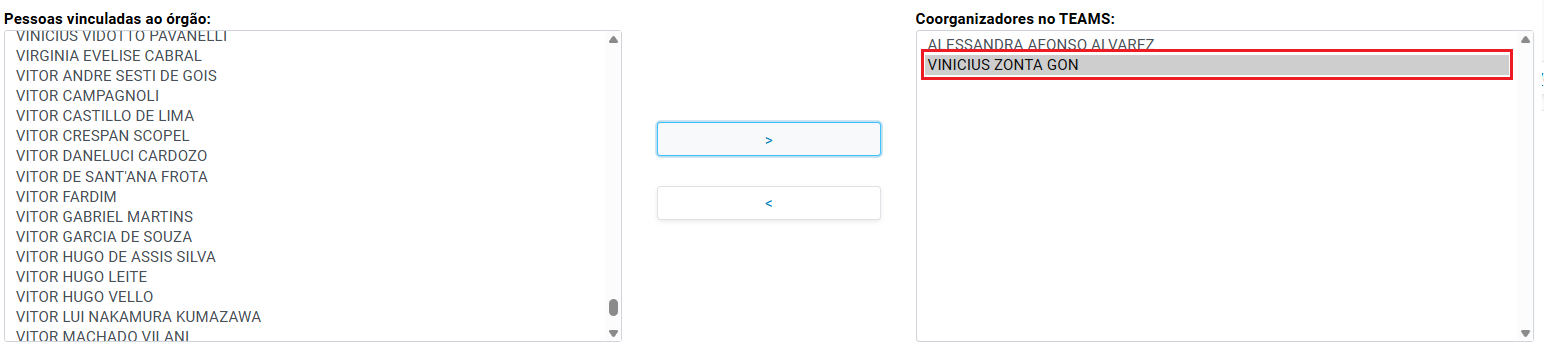 Pessoas vinculadas ao órgão:
VINICIUS VIDOTTO PAVANELLI
VIRGINIA EVELISE CABRAL
VITOR ANDRE SESTI DE GOIS
VITOR CAMPAGNOLI
VITOR CASTILLO DE LIMA
VITOR CRESPAN SCOPEL
VITOR DANELUCI CARDOZO
VITOR DE SANT'ANA FROTA
VITOR FARDIM
VITOR GABRIEL MARTINS
VITOR GARCIA DE SOUZA
VITOR HUGO DE ASSIS SILVA
VITOR HUGO LEITE
VITOR HUGO VELLO
VITOR LUI NAKAMURA KUMAZAWA
VITOR MACHADO VILANI
>
<
Coorganizadores no TEAMS:
ALESSANDRA AFONSO ALVAREZ
VINICIUS ZONTA GON